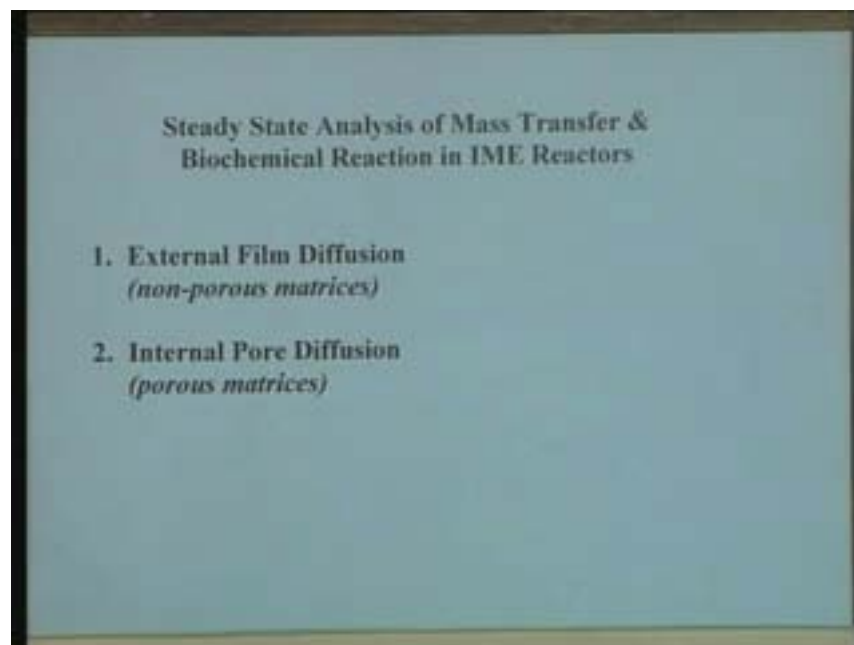 Steady State Analysis of Mass Transfer &
Biochemical Reaction in IME Reactors
1. External Film Diffusion
(non-porous matrices)
2. Internal Pore Diffusion
(porous matrices)